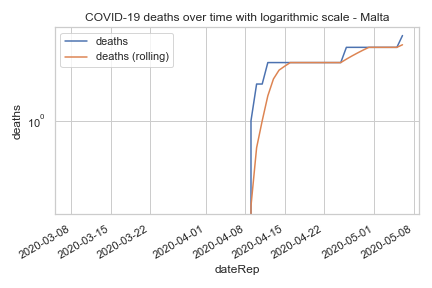 COVID-19 deaths over time with logarithmic scale - Malta
deaths
deaths (rolling)
deaths
10^0
2020-03-08
2020-03-15
2020-03-22
2020-04-01
2020-04-08
2020-04-15
2020-04-22
2020-05-01
2020-05-08
dateRep